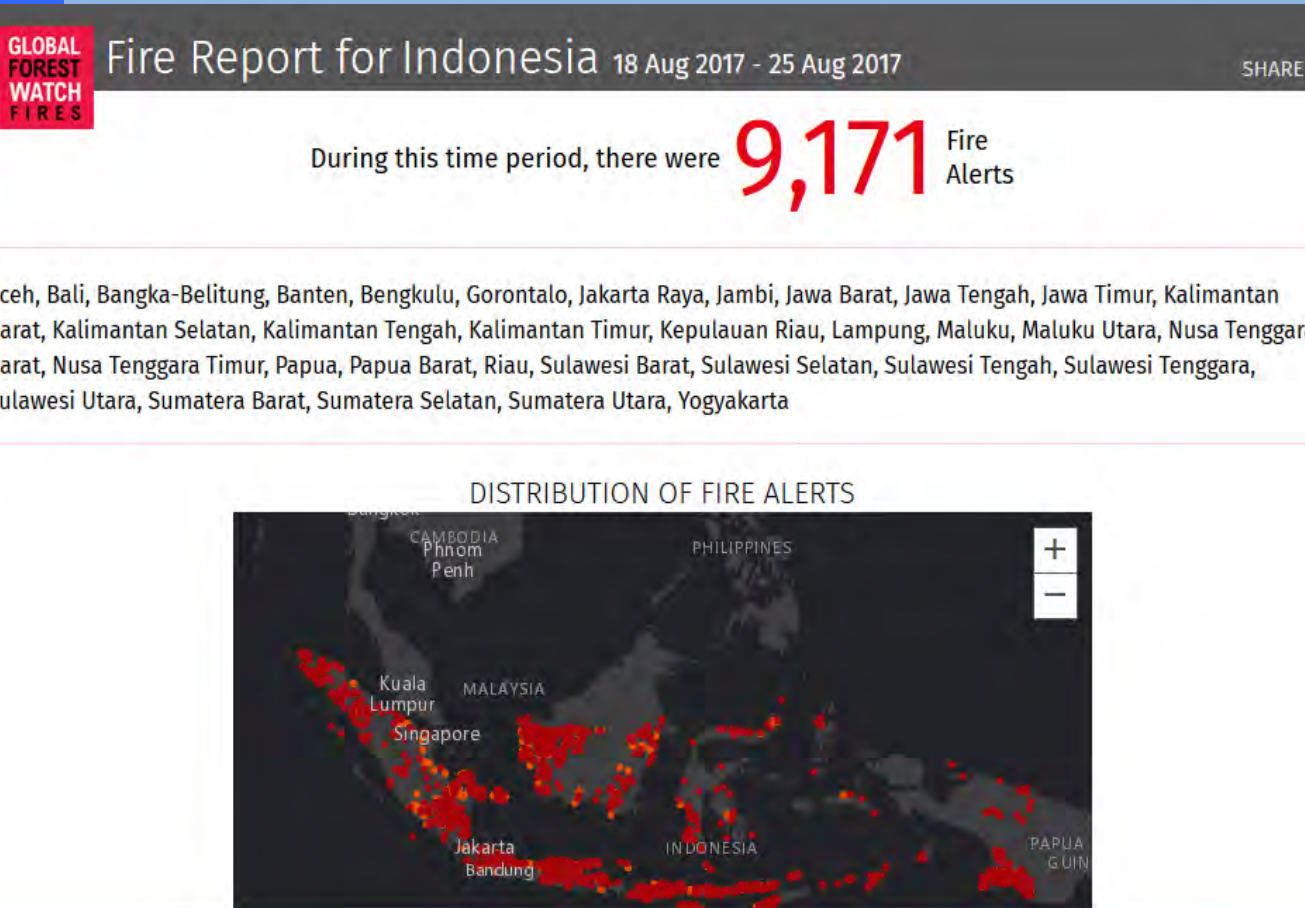 GLOBAL
FOREST
WATCH
FIRES
Fire Report for Indonesia 18 Aug 2017 - 25 Aug 2017
SHARE
During this time period, there were 9,171 Fire
Alerts
ceh, Bali, Bangka-Belitung, Banten, Bengkulu, Gorontalo, Jakarta Raya, Jambi, Jawa Barat, Jawa Tengah, Jawa Timur, Kalimantan
arat, Kalimantan Selatan, Kalimantan Tengah, Kalimantan Timur, Kepulauan Riau, Lampung, Maluku, Maluku Utara, Nusa Tenggara
arat, Nusa Tenggara Timur, Papua, Papua Barat, Riau, Sulawesi Barat, Sulawesi Selatan, Sulawesi Tengah, Sulawesi Tenggara,
ulawesi Utara, Sumatera Barat, Sumatera Selatan, Sumatera Utara, Yogyakarta
DISTRIBUTION OF FIRE ALERTS
Bangkok
CAMBODIA
Phnom
Penh
PHILIPPINES
+
−
Kuala
Lumpur
MALAYSIA
Singapore
Jakarta
Bandung
INDONESIA
PAPUA
GUIN